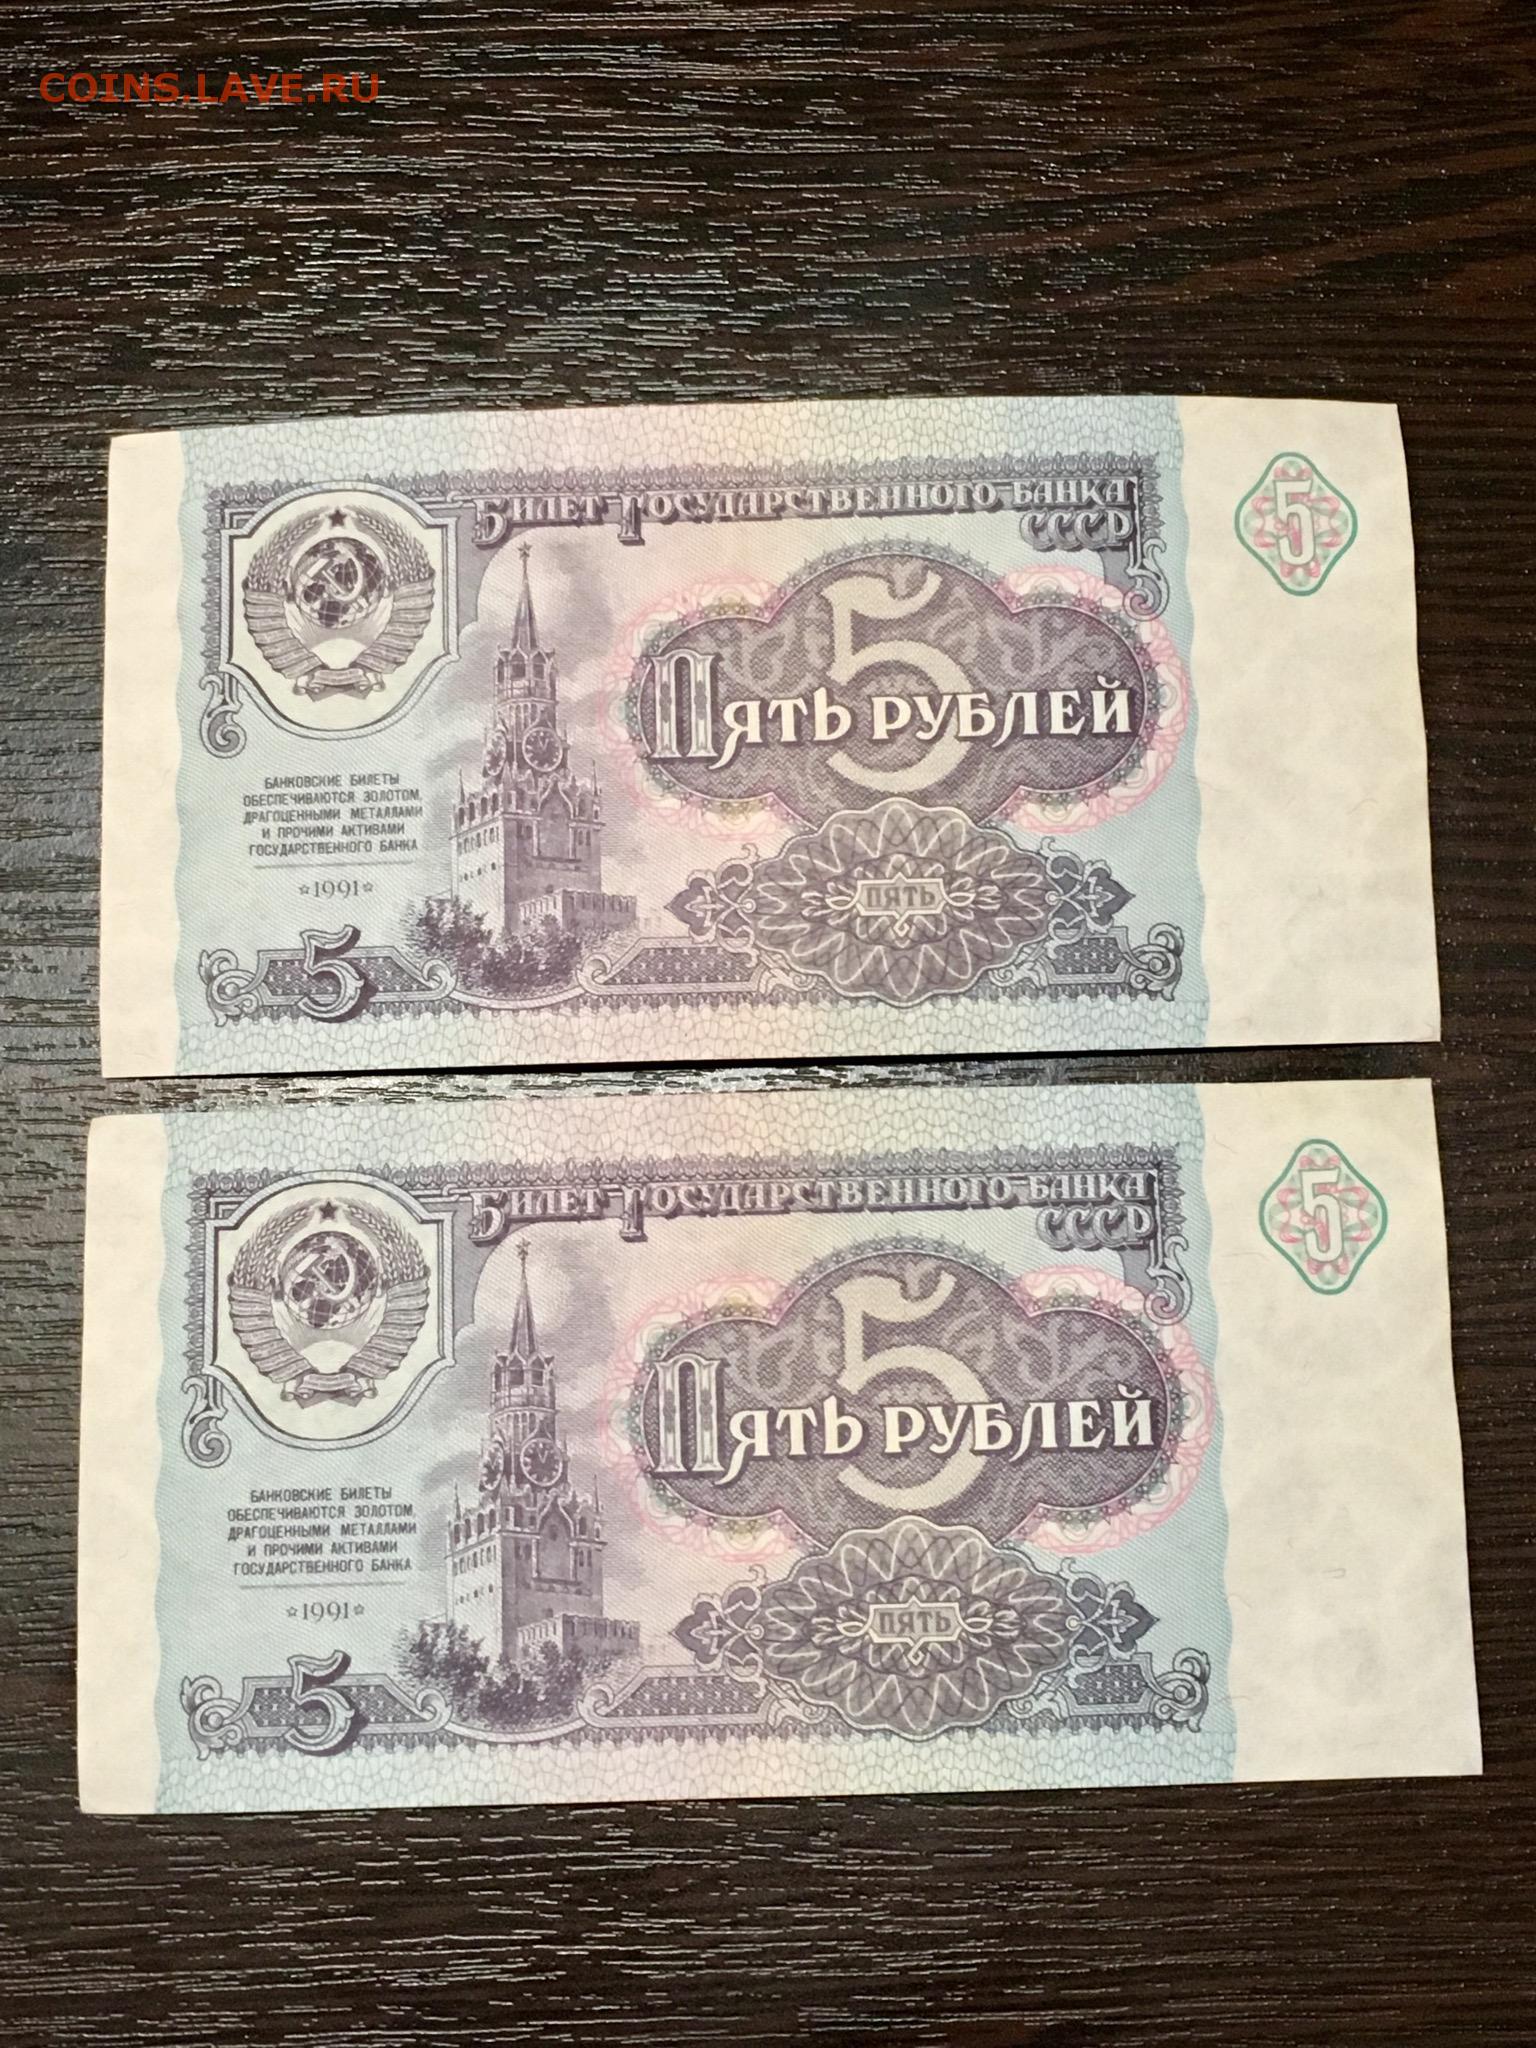 COINS.LAVE.RU
БИЛЕТ ГОСУДАРСТВЕННОГО БАНКА
СССР
5
5
ПЯТЬ РУБЛЕЙ
БАНКОВСКИЕ БИЛЕТЫ
ОБЕСПЕЧИВАЮТСЯ ЗОЛОТОМ,
ДРАГОЦЕННЫМИ МЕТАЛЛАМИ
И ПРОЧИМИ АКТИВАМИ
ГОСУДАРСТВЕННОГО БАНКА
☆1991☆
ПЯТЬ
5
БИЛЕТ ГОСУДАРСТВЕННОГО БАНКА
СССР
5
5
ПЯТЬ РУБЛЕЙ
БАНКОВСКИЕ БИЛЕТЫ
ОБЕСПЕЧИВАЮТСЯ ЗОЛОТОМ,
ДРАГОЦЕННЫМИ МЕТАЛЛАМИ
И ПРОЧИМИ АКТИВАМИ
ГОСУДАРСТВЕННОГО БАНКА
☆1991☆
ПЯТЬ
5